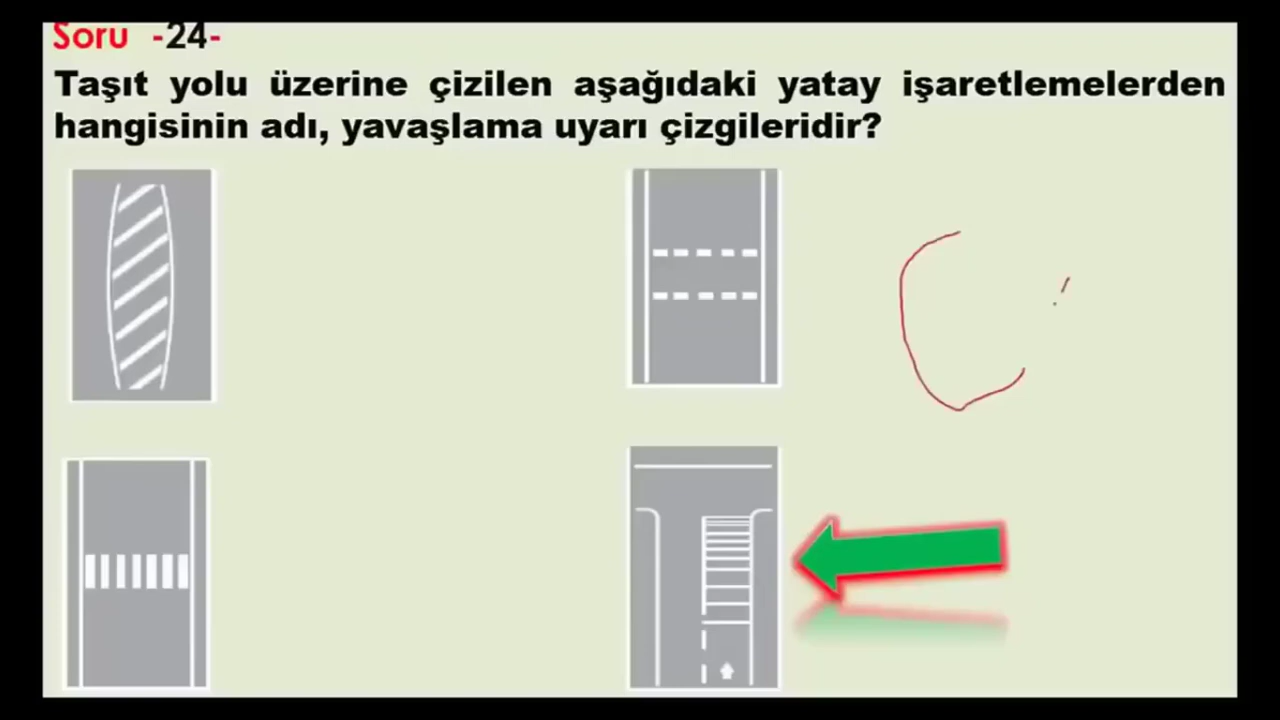 Soru -24-
Taşıt yolu üzerine çizilen aşağıdaki yatay işaretlemelerden
hangisinin adı, yavaşlama uyarı çizgileridir?